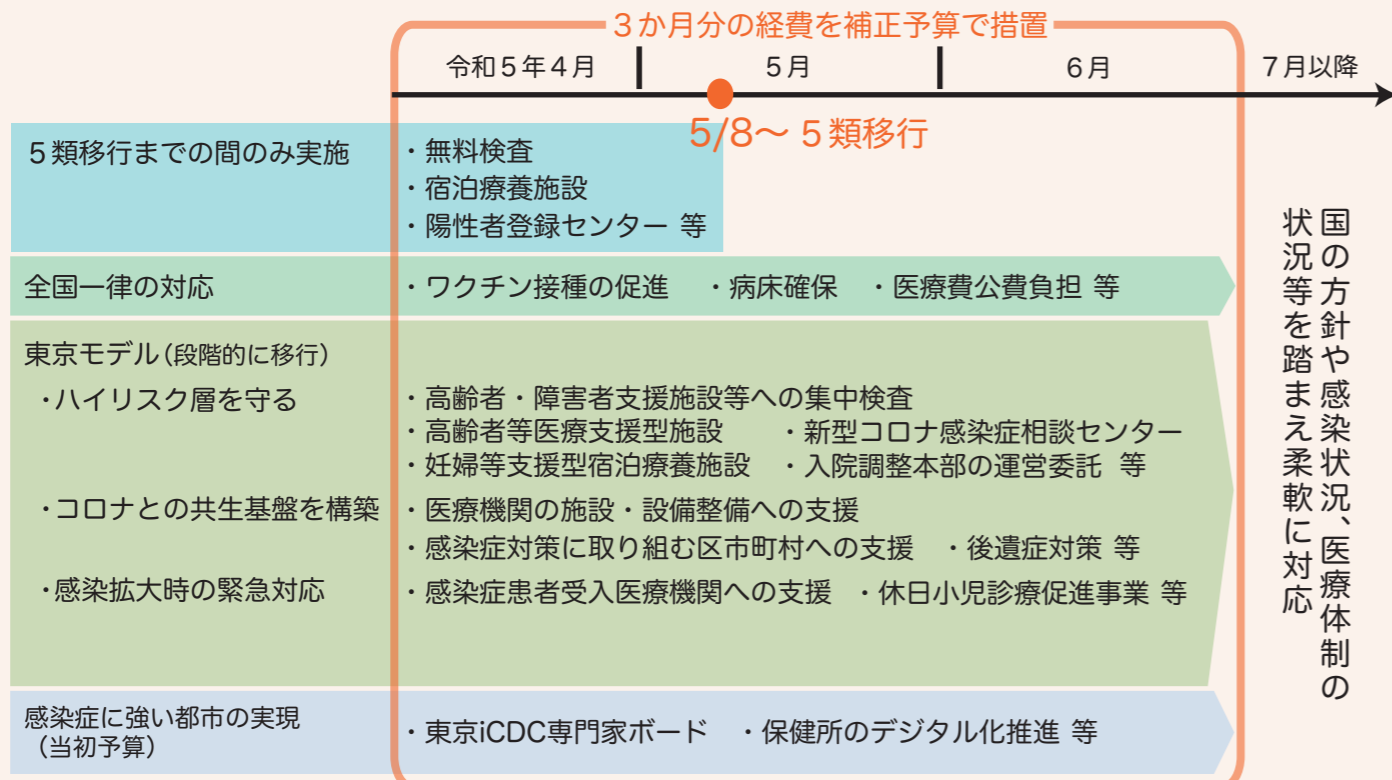 ３か月分の経費を補正予算で措置
令和５年４月
５月
６月
７月以降
5/8～ ５類移行
５類移行までの間のみ実施
・無料検査
・宿泊療養施設
・陽性者登録センター 等
全国一律の対応
・ワクチン接種の促進 ・病床確保 ・医療費公費負担 等
東京モデル（段階的に移行）
・ハイリスク層を守る
・高齢者・障害者支援施設等への集中検査
・高齢者等医療支援型施設 ・新型コロナ感染症相談センター
・妊婦等支援型宿泊療養施設 ・入院調整本部の運営委託 等
・コロナとの共生基盤を構築
・医療機関の施設・設備整備への支援
・感染症対策に取り組む区市町村への支援 ・後遺症対策 等
・感染拡大時の緊急対応
・感染症患者受入医療機関への支援 ・休日小児診療促進事業 等
感染症に強い都市の実現
（当初予算）
・東京iCDC専門家ボード ・保健所のデジタル化推進 等
国の方針や感染状況、医療体制の
状況等を踏まえ柔軟に対応